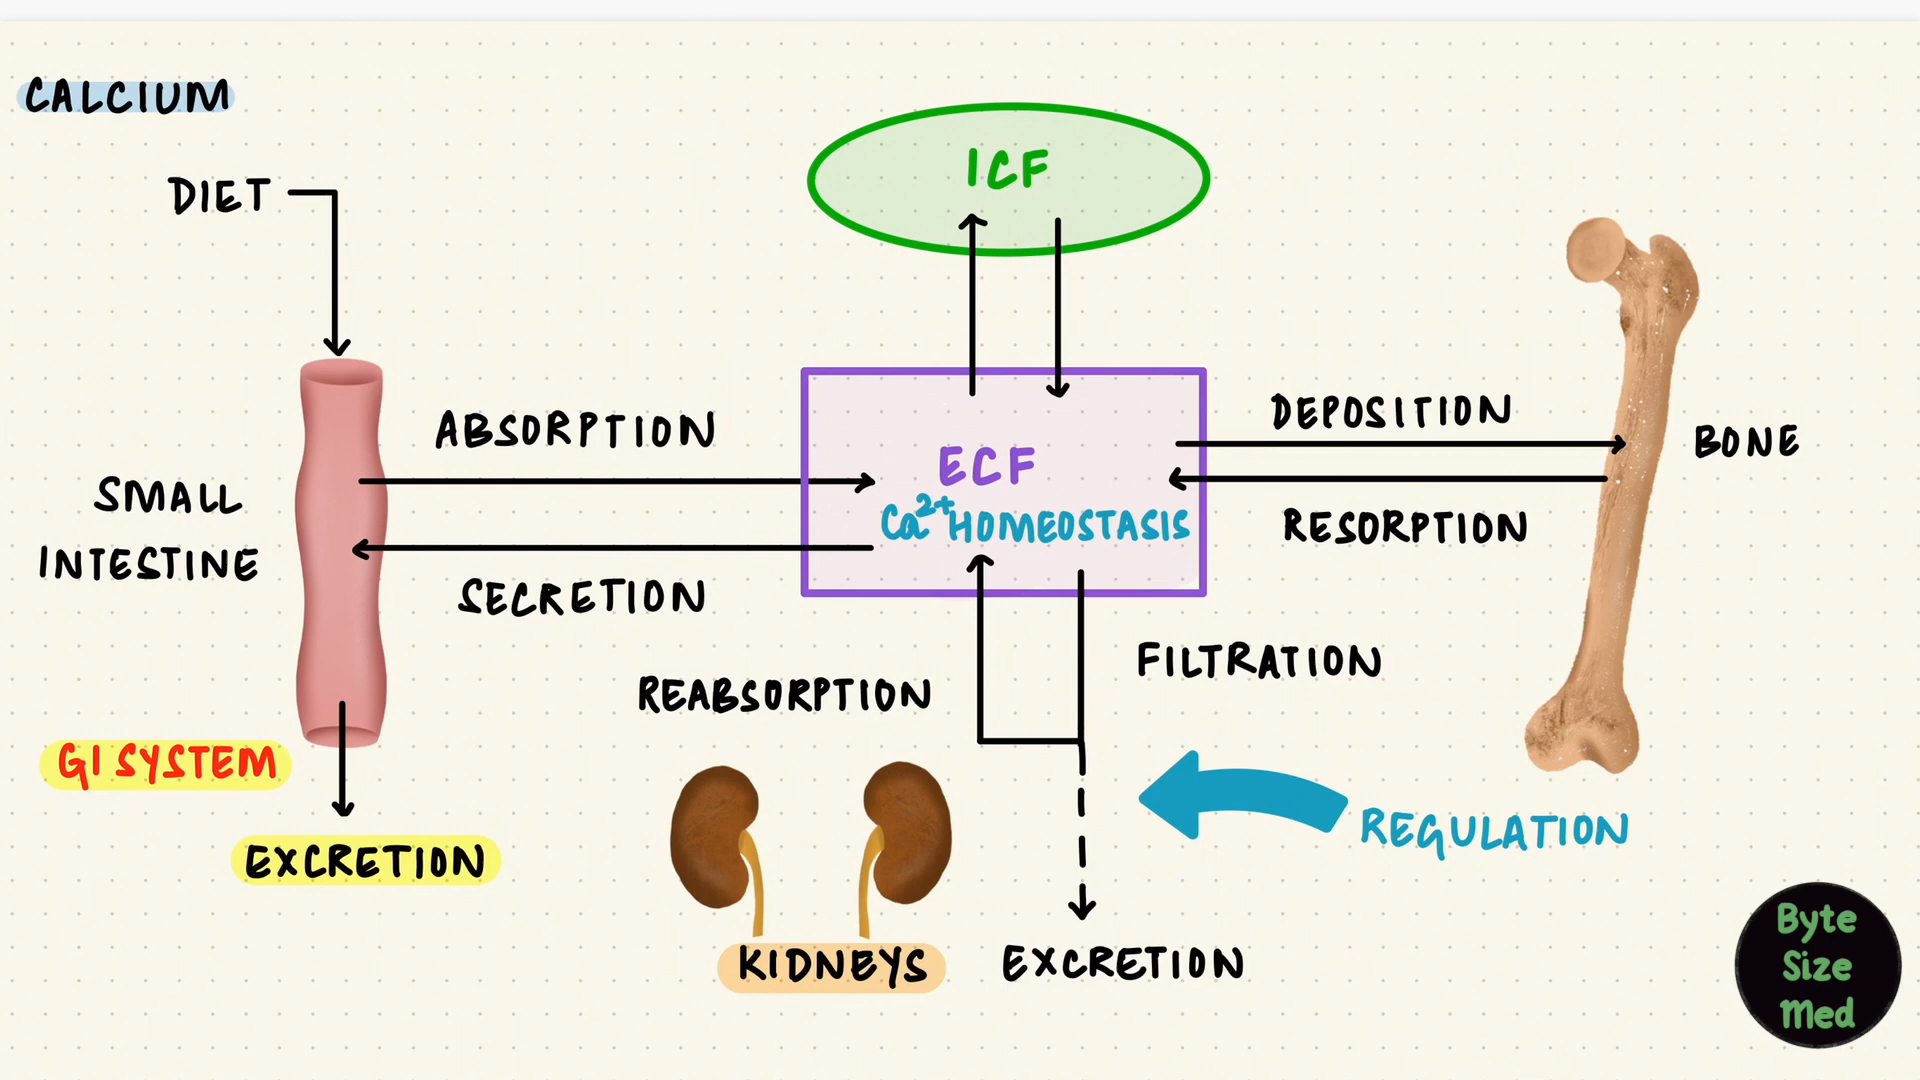 CALCIUM
DIET
ICF
ABSORPTION
DEPOSITION
BONE
ECF
SMALL
INTESTINE
Ca²⁺ HOMEOSTASIS
RESORPTION
SECRETION
FILTRATION
REABSORPTION
GI SYSTEM
REGULATION
EXCRETION
KIDNEYS
EXCRETION
Byte
Size
Med